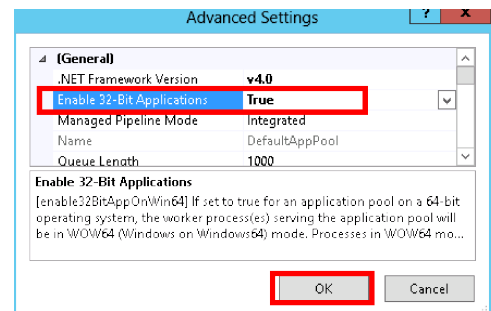 Advanced Settings ? x
(General)
.NET Framework Version v4.0
Enable 32-Bit Applications True
Managed Pipeline Mode Integrated
Name DefaultAppPool
Queue Length 1000
Enable 32-Bit Applications
[enable32BitAppOnWin64] If set to true for an application pool on a 64-bit
operating system, the worker process(es) serving the application pool will
be in WOW64 (Windows on Windows64) mode. Processes in WOW64 mo...
OK Cancel